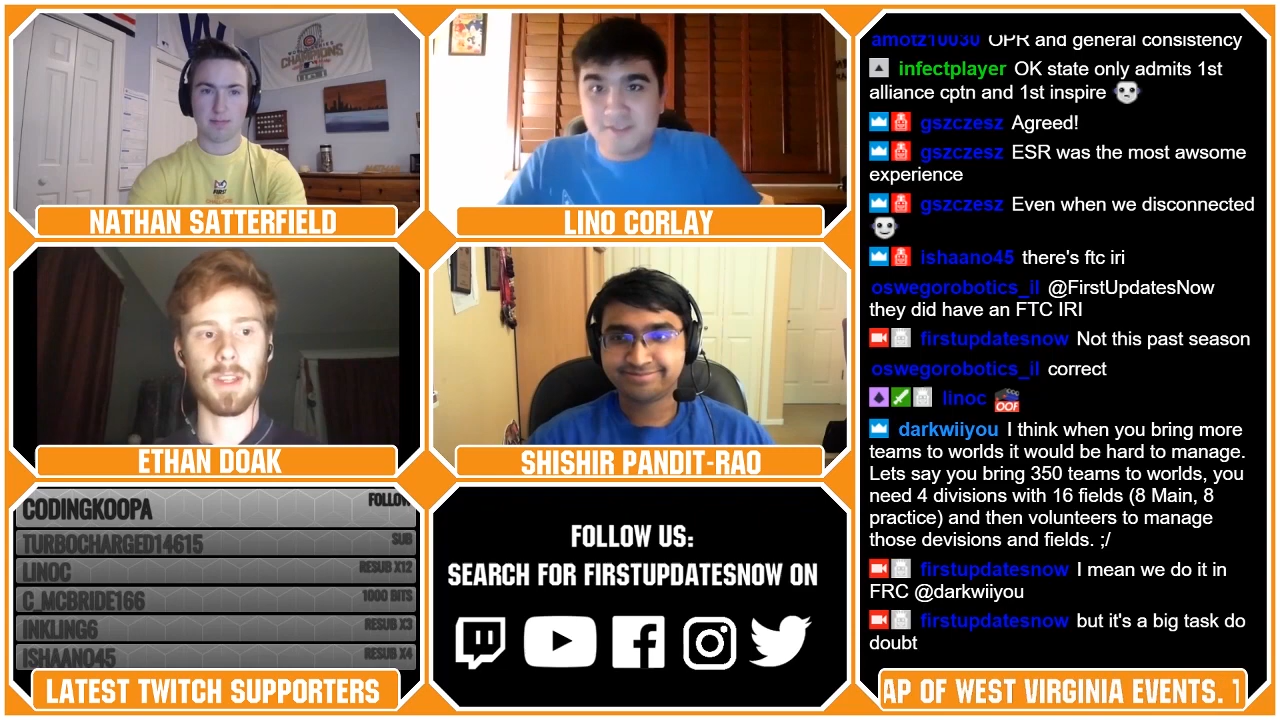 CHAMPIONS
FIRST
NATHAN SATTERFIELD
LINO CORLAY
ETHAN DOAK
SHISHIR PANDIT-RAO
CODINGKOOPA FOLLOW
TURBOCHARGED14615 SUB
LINOC RESUB X12
C_MCBRIDE166 1000 BITS
INKLING6 RESUB X3
ISHAANO45 RESUB X4
LATEST TWITCH SUPPORTERS
FOLLOW US:
SEARCH FOR FIRSTUPDATESNOW ON
amotz10030 OPR and general consistency
infectplayer OK state only admits 1st
alliance cptn and 1st inspire
gszczesz Agreed!
gszczesz ESR was the most awsome
experience
gszczesz Even when we disconnected
ishaano45 there's ftc iri
oswegorobotics_il @FirstUpdatesNow
they did have an FTC IRI
firstupdatesnow Not this past season
oswegorobotics_il correct
linoc OOF
darkwiiyou I think when you bring more
teams to worlds it would be hard to manage.
Lets say you bring 350 teams to worlds, you
need 4 divisions with 16 fields (8 Main, 8
practice) and then volunteers to manage
those devisions and fields. ;/
firstupdatesnow I mean we do it in
FRC @darkwiiyou
firstupdatesnow but it's a big task do
doubt
AP OF WEST VIRGINIA EVENTS. 1